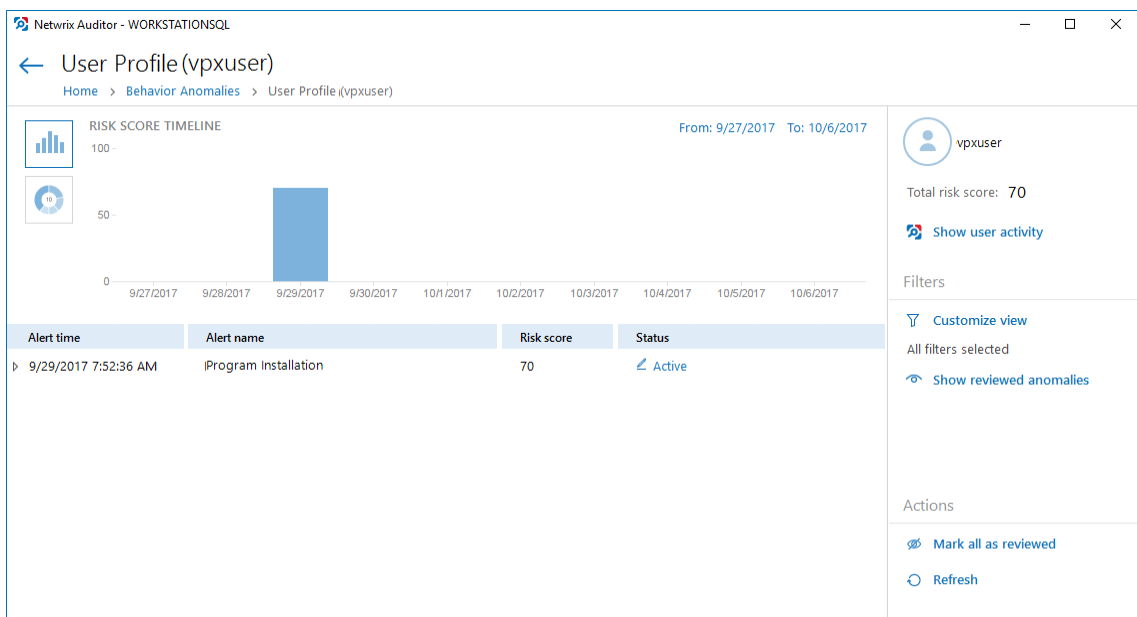 Netwrix Auditor - WORKSTATIONSQL
User Profile (vpxuser)
Home > Behavior Anomalies > User Profile (vpxuser)
RISK SCORE TIMELINE
From: 9/27/2017 To: 10/6/2017
100
50
0
10
9/27/2017 9/28/2017 9/29/2017 9/30/2017 10/1/2017 10/2/2017 10/3/2017 10/4/2017 10/5/2017 10/6/2017
Alert time Alert name Risk score Status
9/29/2017 7:52:36 AM Program Installation 70 Active
vpxuser
Total risk score: 70
Show user activity
Filters
Customize view
All filters selected
Show reviewed anomalies
Actions
Mark all as reviewed
Refresh